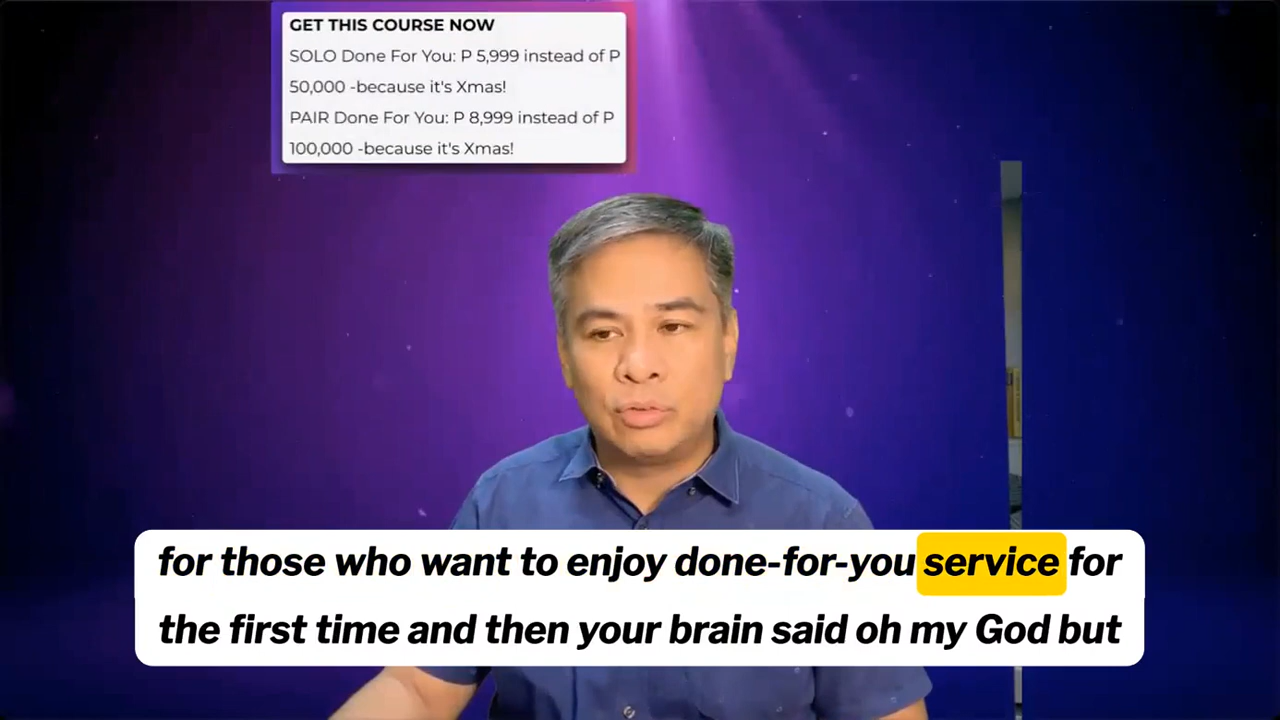 GET THIS COURSE NOW
SOLO Done For You: P 5,999 instead of P
50,000 -because it's Xmas!
PAIR Done For You: P 8,999 instead of P
100,000 -because it's Xmas!
for those who want to enjoy done-for-you service for
the first time and then your brain said oh my God but